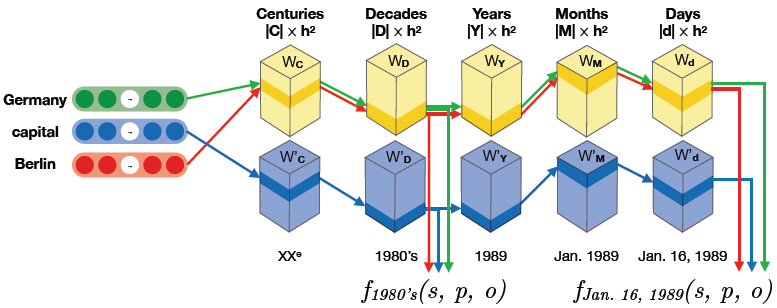 Centuries Decades Years Months Days
|C| × h² |D| × h² |Y| × h² |M| × h² |d| × h²
W_C W_D W_Y W_M W_d
Germany
capital
Berlin
W'_C W'_D W'_Y W'_M W'_d
XXᵉ 1980's 1989 Jan. 1989 Jan. 16, 1989
f_1980's(s, p, o) f_Jan. 16, 1989(s, p, o)